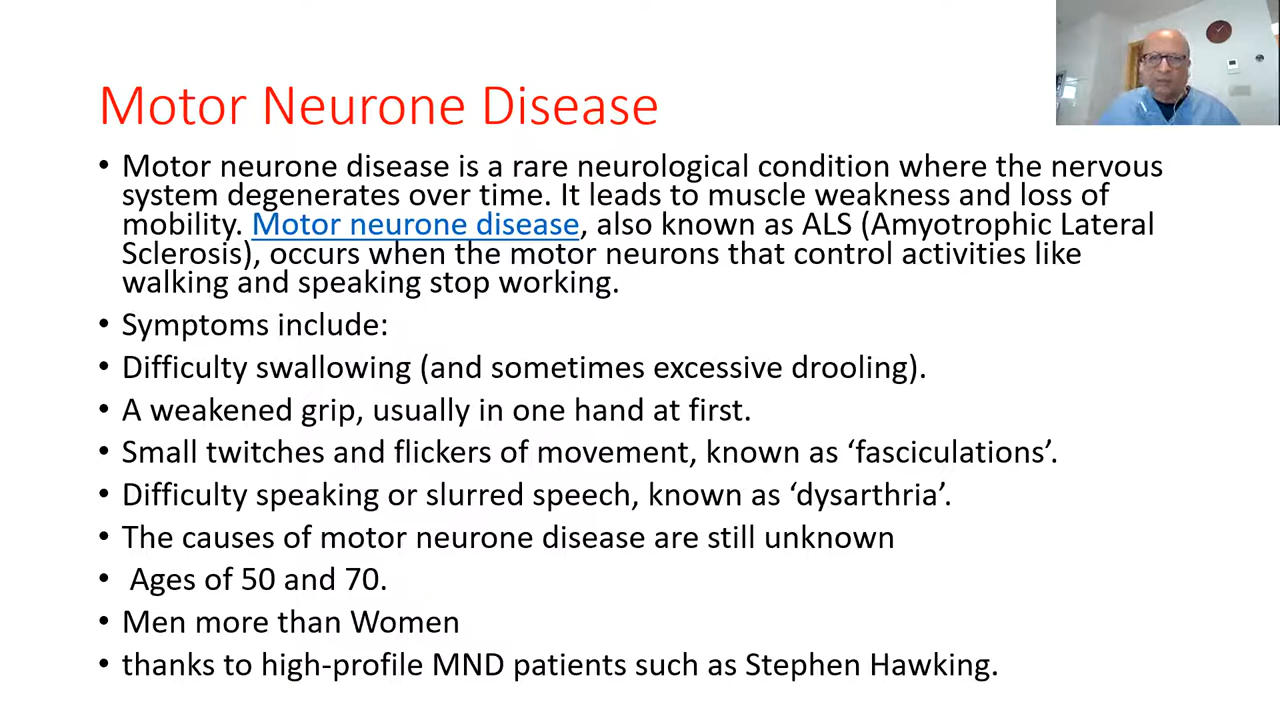 Motor Neurone Disease
• Motor neurone disease is a rare neurological condition where the nervous
system degenerates over time. It leads to muscle weakness and loss of
mobility. Motor neurone disease, also known as ALS (Amyotrophic Lateral
Sclerosis), occurs when the motor neurons that control activities like
walking and speaking stop working.
• Symptoms include:
• Difficulty swallowing (and sometimes excessive drooling).
• A weakened grip, usually in one hand at first.
• Small twitches and flickers of movement, known as ‘fasciculations’.
• Difficulty speaking or slurred speech, known as ‘dysarthria’.
• The causes of motor neurone disease are still unknown
• Ages of 50 and 70.
• Men more than Women
• thanks to high-profile MND patients such as Stephen Hawking.